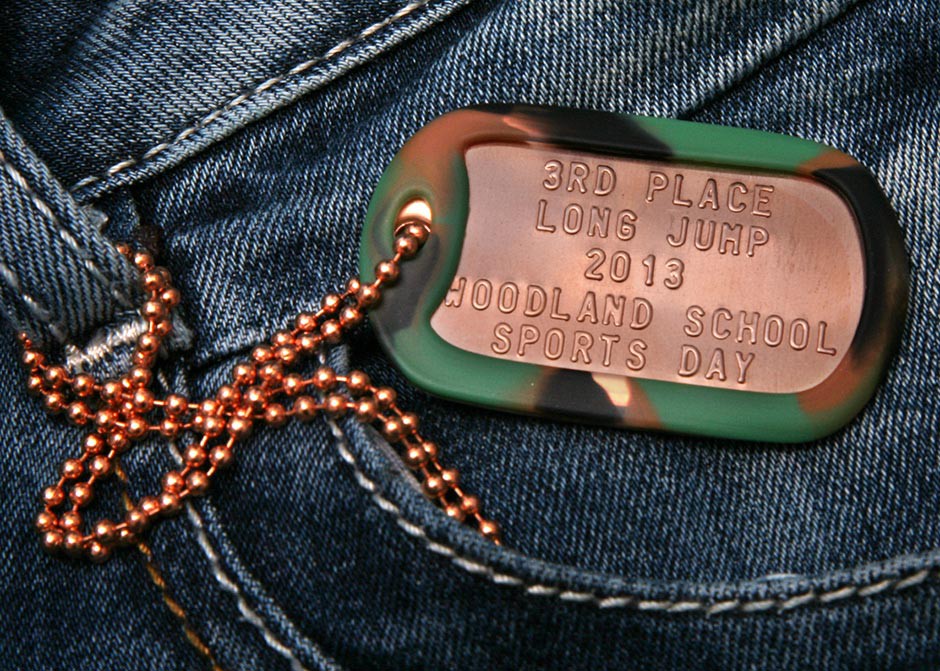 3RD PLACE
LONG JUMP
2013
WOODLAND SCHOOL
SPORTS DAY